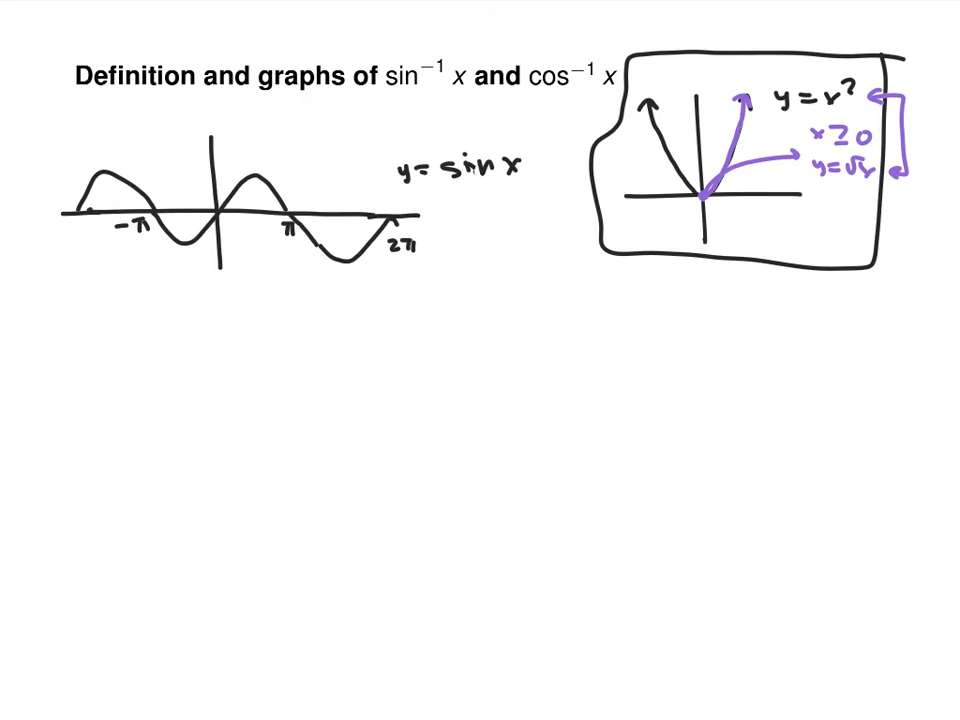 Definition and graphs of sin⁻¹ x and cos⁻¹ x
y = x²
x ≥ 0
y = √x
y = sin x
-π
π
2π